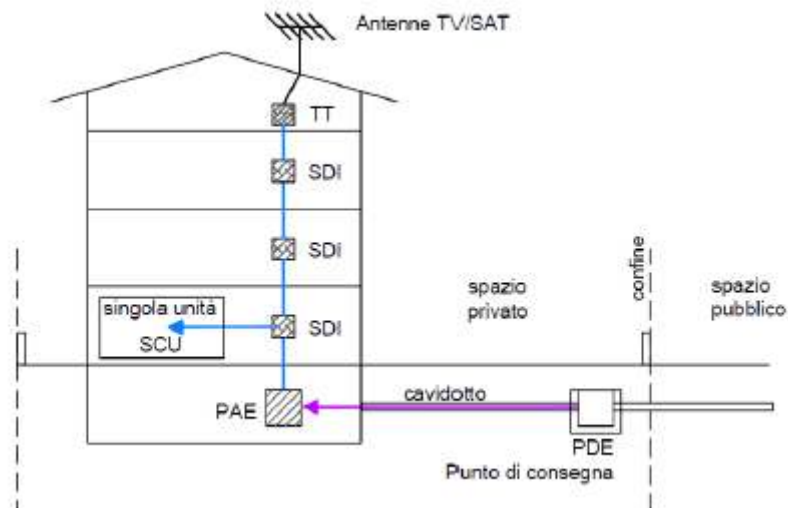 Antenne TV/SAT
TT
SDI
SDI
singola unità
SCU
SDI
spazio
privato
confine
spazio
pubblico
PAE
cavidotto
PDE
Punto di consegna